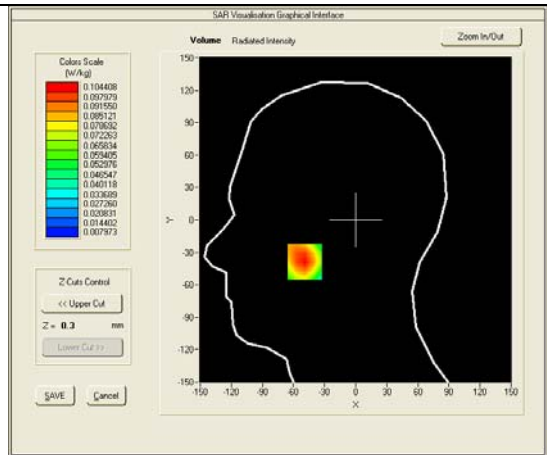 SAR Visualisation Graphical Interface
Volume Radiated Intensity
Zoom In/Out
Colors Scale
(W/kg)
0.104408
0.097979
0.091550
0.085121
0.078692
0.072263
0.065834
0.059405
0.052976
0.046547
0.040118
0.033689
0.027260
0.020831
0.014402
0.007973
Z Cuts Control
<< Upper Cut
Z = 0.3 mm
Lower Cut >>
SAVE Cancel
150
120
90
60
30
0
-30
-60
-90
-120
-150
Y
-150 -120 -90 -60 -30 0 30 60 90 120 150
X